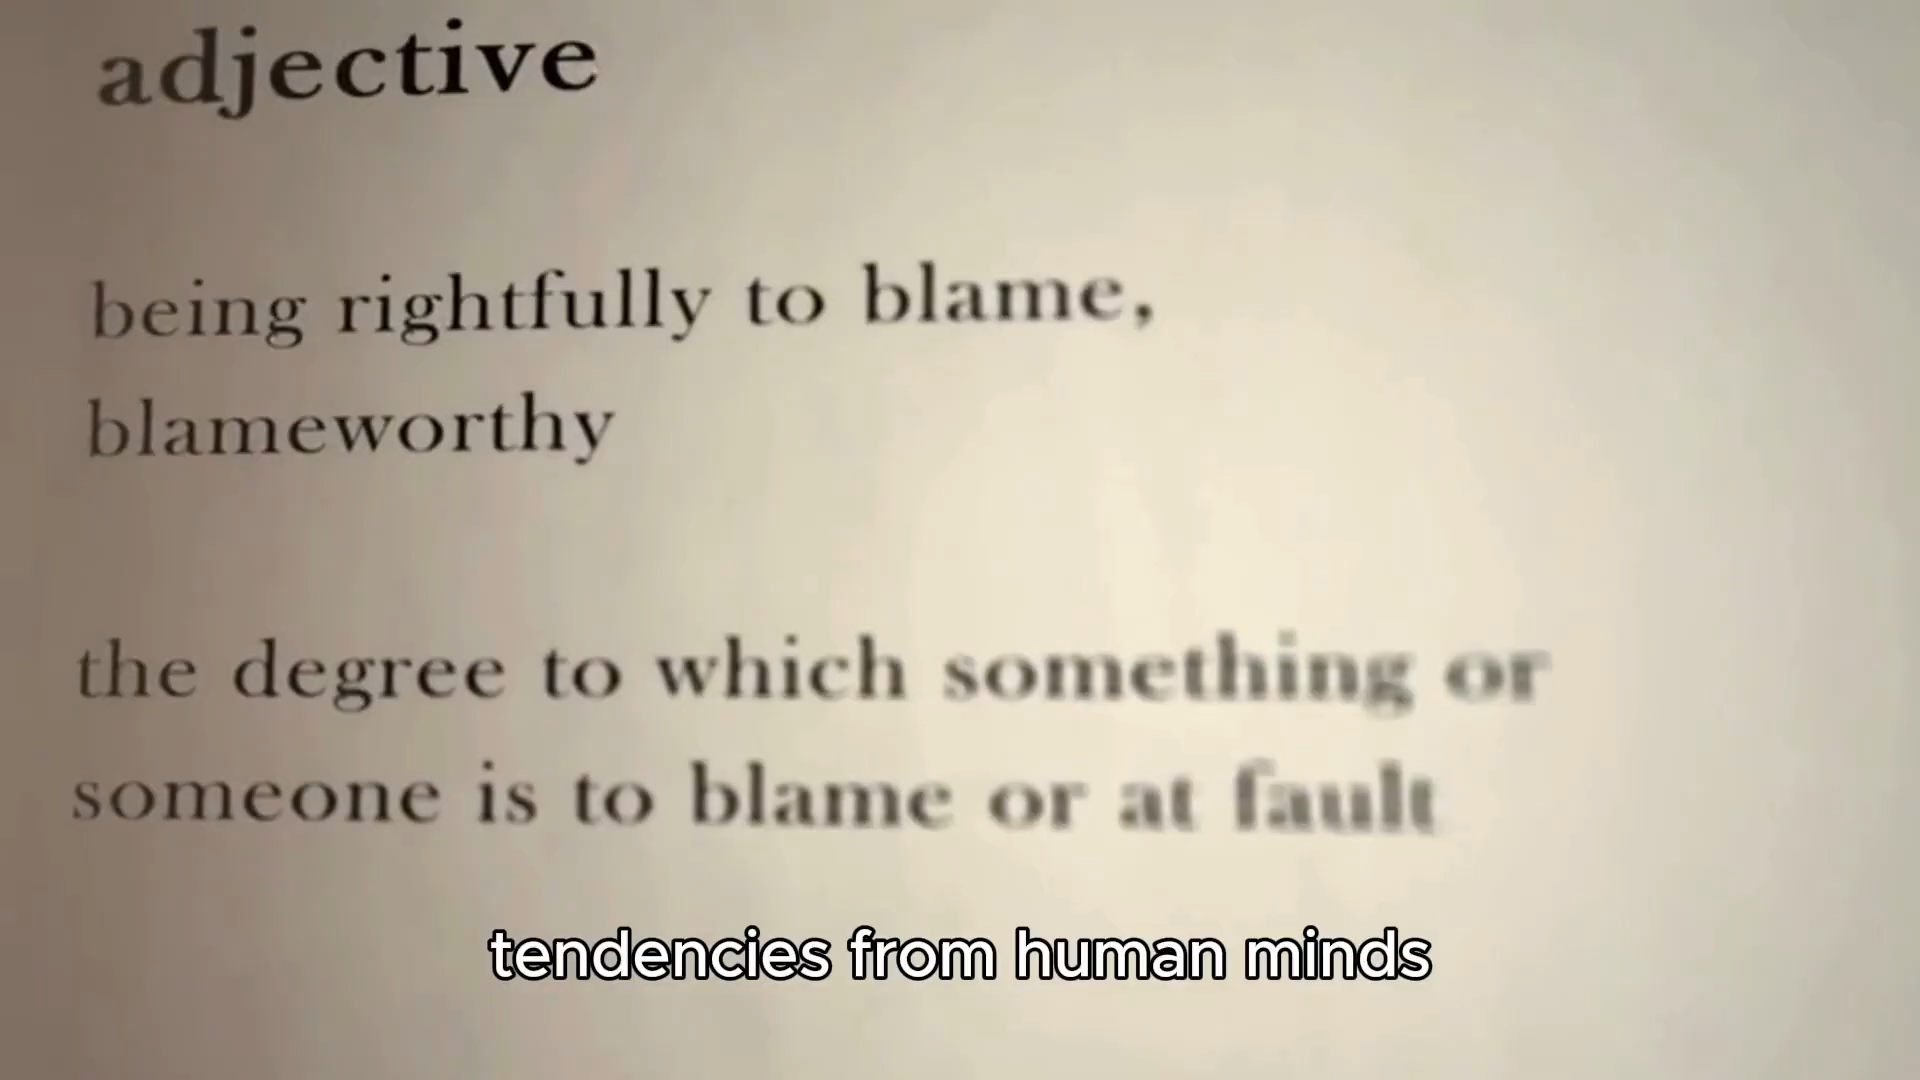 adjective
being rightfully to blame,
blameworthy
the degree to which something or
someone is to blame or at fault
tendencies from human minds